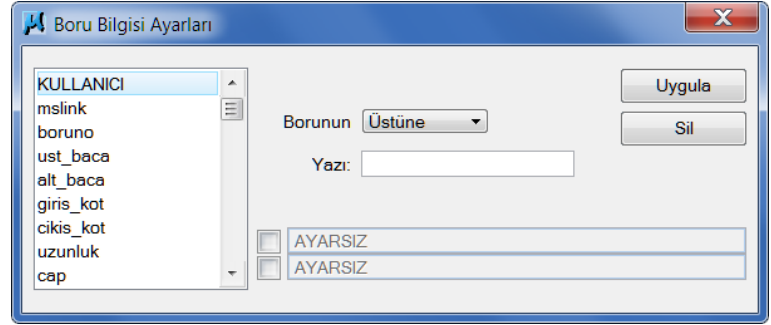 Boru Bilgisi Ayarları
KULLANICI
mslink
boruno
ust_baca
alt_baca
giris_kot
cikis_kot
uzunluk
cap
Borunun Üstüne
Yazı:
AYARSIZ
AYARSIZ
Uygula
Sil